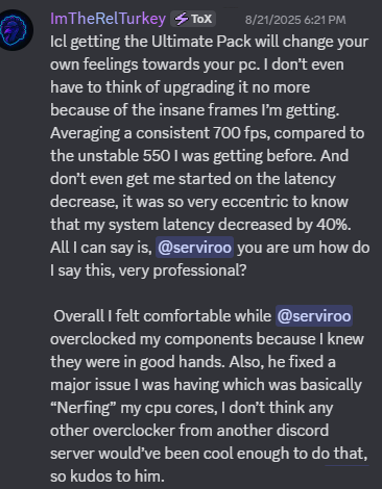 ImTheRelTurkey ToX 8/21/2025 6:21 PM
Icl getting the Ultimate Pack will change your
own feelings towards your pc. I don't even
have to think of upgrading it no more
because of the insane frames I'm getting.
Averaging a consistent 700 fps, compared to
the unstable 550 I was getting before. And
don't even get me started on the latency
decrease, it was so very eccentric to know
that my system latency decreased by 40%.
All I can say is, @serviroo you are um how do
I say this, very professional?
Overall I felt comfortable while @serviroo
overclocked my components because I knew
they were in good hands. Also, he fixed a
major issue I was having which was basically
“Nerfing” my cpu cores, I don't think any
other overclocker from another discord
server would've been cool enough to do that,
so kudos to him.